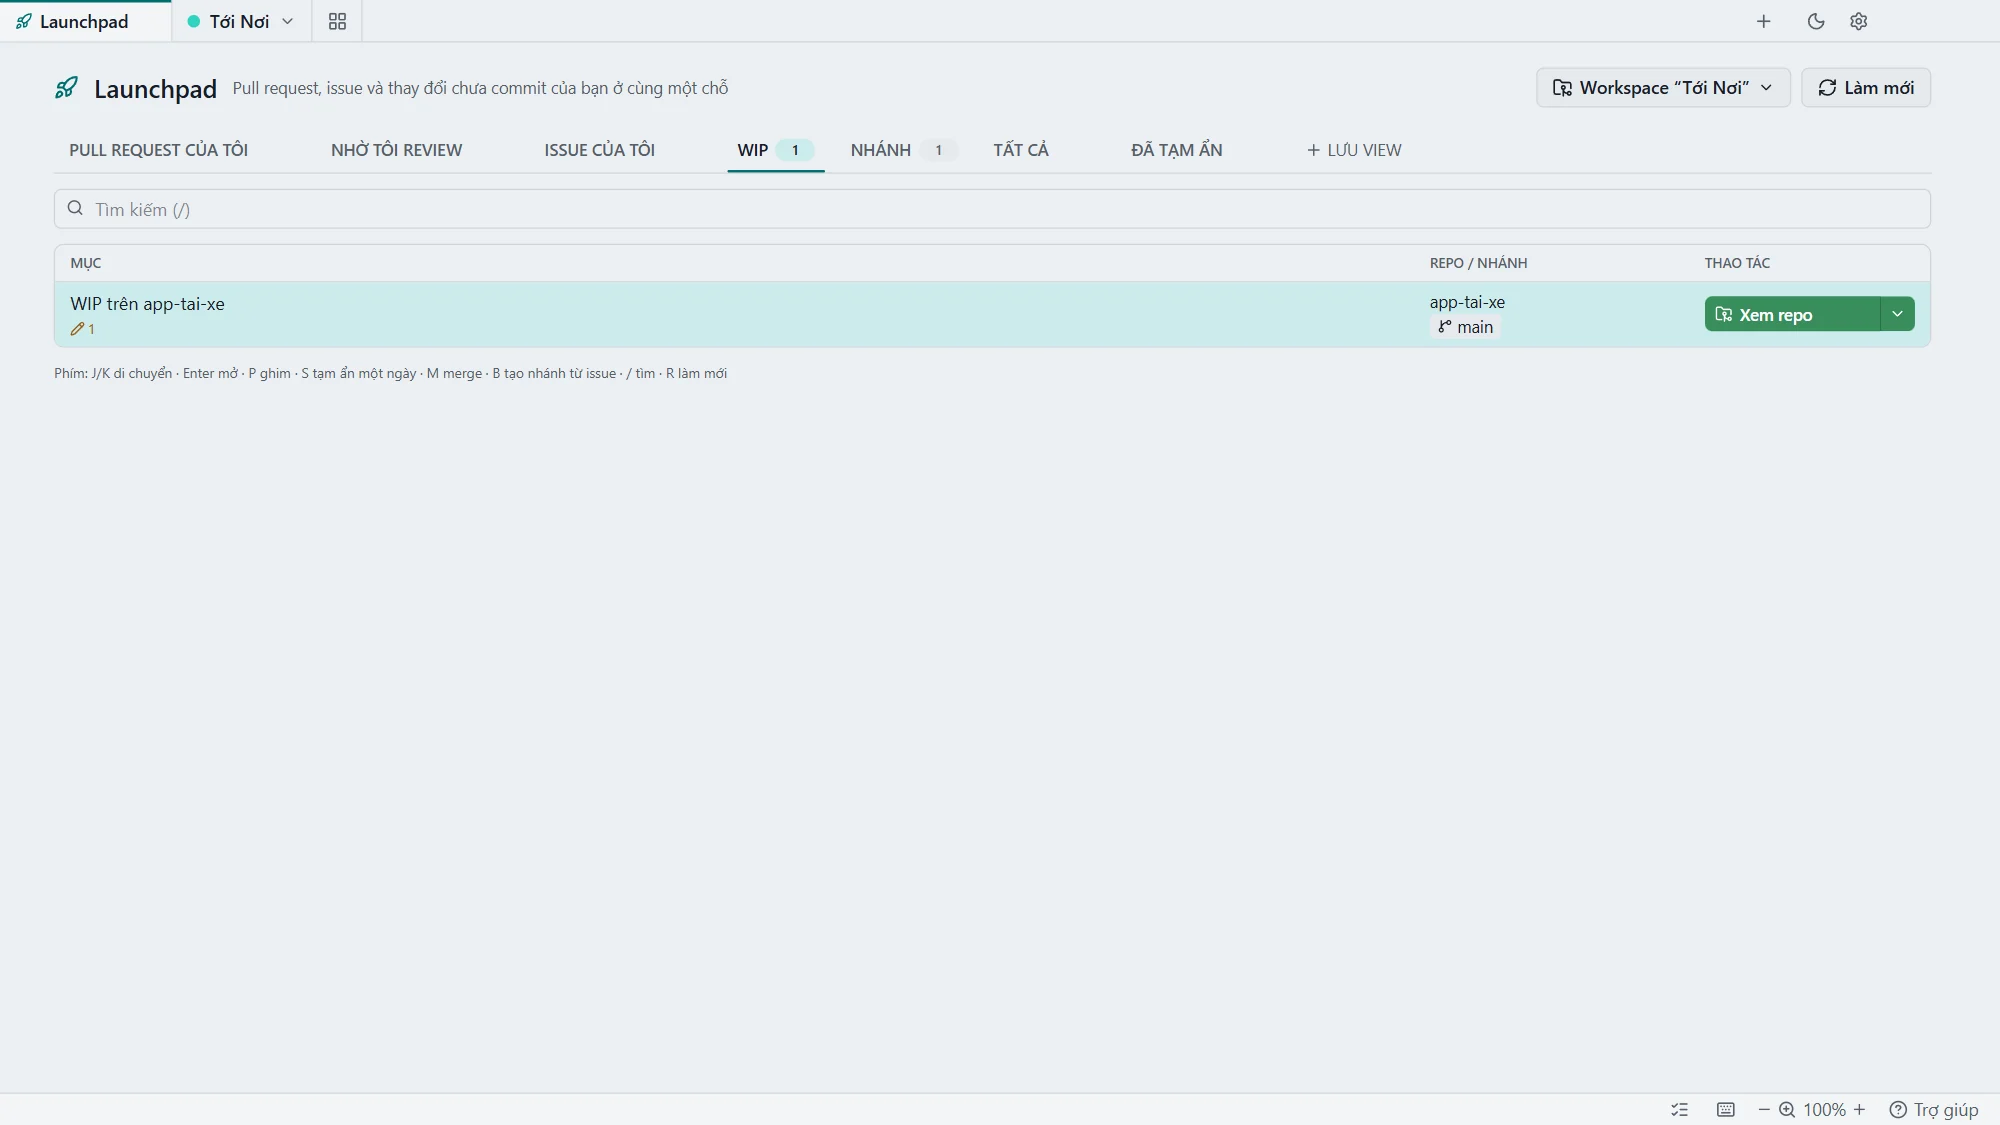 Launchpad
Tới Nơi
Launchpad
Pull request, issue và thay đổi chưa commit của bạn ở cùng một chỗ
Workspace “Tới Nơi”
Làm mới
PULL REQUEST CỦA TÔI
NHỜ TÔI REVIEW
ISSUE CỦA TÔI
WIP 1
NHÁNH 1
TẤT CẢ
ĐÃ TẠM ẨN
+ LƯU VIEW
Tìm kiếm (/)
MỤC
REPO / NHÁNH
THAO TÁC
WIP trên app-tai-xe
1
app-tai-xe
main
Xem repo
Phím: J/K di chuyển · Enter mở · P ghim · S tạm ẩn một ngày · M merge · B tạo nhánh từ issue · / tìm · R làm mới
100%
Trợ giúp